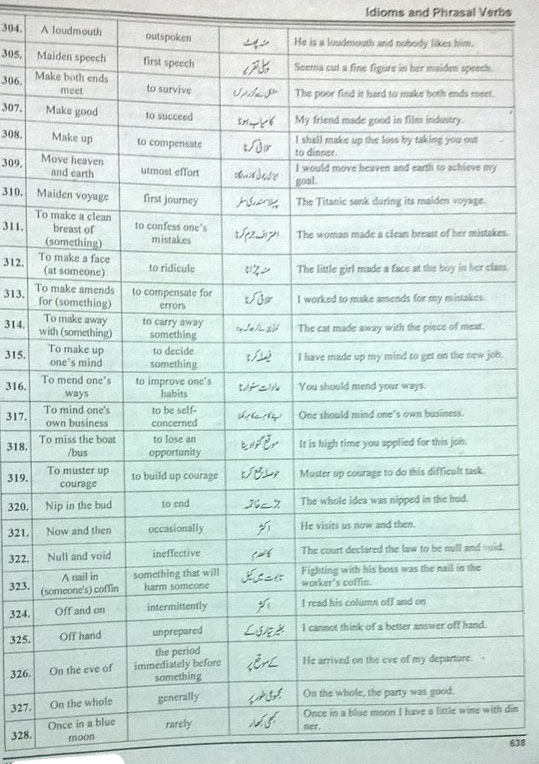 Idioms and Phrasal Verbs
304. A loudmouth outspoken منہ پھٹ He is a loudmouth and nobody likes him.
305. Maiden speech first speech پہلی تقریر Seema cut a fine figure in her maiden speech.
306. Make both ends meet to survive The poor find it hard to make both ends meet.
307. Make good to succeed کامیاب ہونا My friend made good in film industry.
308. Make up to compensate تلافی کرنا I shall make up the loss by taking you out to dinner.
309. Move heaven and earth utmost effort I would move heaven and earth to achieve my goal.
310. Maiden voyage first journey پہلا سمندری سفر The Titanic sank during its maiden voyage.
311. To make a clean breast of (something) to confess one's mistakes اعتراف جرم کرنا The woman made a clean breast of her mistakes.
312. To make a face (at someone) to ridicule منہ چڑانا The little girl made a face at the boy in her class.
313. To make amends for (something) to compensate for errors تلافی کرنا I worked to make amends for my mistakes.
314. To make away with (something) to carry away something The cat made away with the piece of meat.
315. To make up one's mind to decide something فیصلہ کرنا I have made up my mind to get on the new job.
316. To mend one's ways to improve one's habits عادات سنوارنا You should mend your ways.
317. To mind one's own business to be self-concerned اپنے کام سے کام رکھنا One should mind one's own business.
318. To miss the boat /bus to lose an opportunity موقع گنوا دینا It is high time you applied for this job.
319. To muster up courage to build up courage حوصلہ جمع کرنا Muster up courage to do this difficult task.
320. Nip in the bud to end جڑ سے خاتمہ The whole idea was nipped in the bud.
321. Now and then occasionally اکثر He visits us now and then.
322. Null and void ineffective کالعدم The court declared the law to be null and void.
323. A nail in (someone's) coffin something that will harm someone تابوت میں کیل Fighting with his boss was the nail in the worker's coffin.
324. Off and on intermittently اکثر I read his column off and on
325. Off hand unprepared بغیر تیاری کے I cannot think of a better answer off hand.
326. On the eve of the period immediately before something کے موقع پر He arrived on the eve of my departure.
327. On the whole generally مجموعی طور پر On the whole, the party was good.
328. Once in a blue moon rarely کبھی کبھار Once in a blue moon I have a little wine with din ner.
638